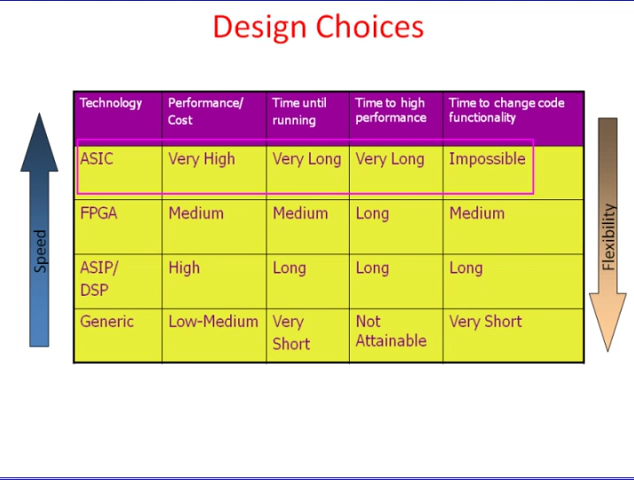 Design Choices
Technology Performance/ Cost Time until running Time to high performance Time to change code functionality
ASIC Very High Very Long Very Long Impossible
FPGA Medium Medium Long Medium
ASIP/ DSP High Long Long Long
Generic Low-Medium Very Short Not Attainable Very Short
Speed
Flexibility